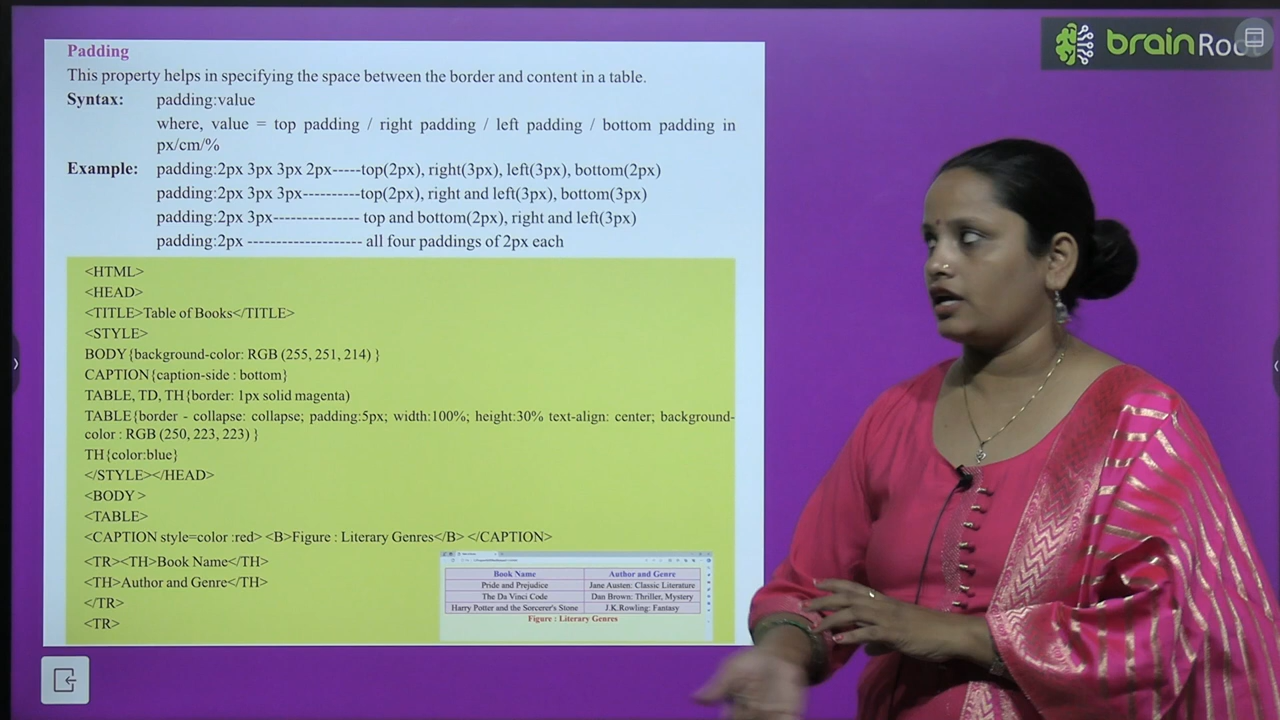 Padding
This property helps in specifying the space between the border and content in a table.
Syntax: padding:value
where, value = top padding / right padding / left padding / bottom padding in
px/cm/%
Example: padding:2px 3px 3px 2px-----top(2px), right(3px), left(3px), bottom(2px)
padding:2px 3px 3px----------top(2px), right and left(3px), bottom(3px)
padding:2px 3px--------------- top and bottom(2px), right and left(3px)
padding:2px -------------------- all four paddings of 2px each
<HTML>
<HEAD>
<TITLE>Table of Books</TITLE>
<STYLE>
BODY{background-color: RGB (255, 251, 214) }
CAPTION{caption-side : bottom}
TABLE, TD, TH{border: 1px solid magenta)
TABLE{border - collapse: collapse; padding:5px; width:100%; height:30% text-align: center; background-
color : RGB (250, 223, 223) }
TH{color:blue}
</STYLE></HEAD>
<BODY >
<TABLE>
<CAPTION style=color :red> <B>Figure : Literary Genres</B> </CAPTION>
<TR><TH>Book Name</TH>
<TH>Author and Genre</TH>
</TR>
<TR>
Book Name Author and Genre
Pride and Prejudice Jane Austen: Classic Literature
The Da Vinci Code Dan Brown: Thriller, Mystery
Harry Potter and the Sorcerer's Stone J.K.Rowling: Fantasy
Figure : Literary Genres
brainRoot